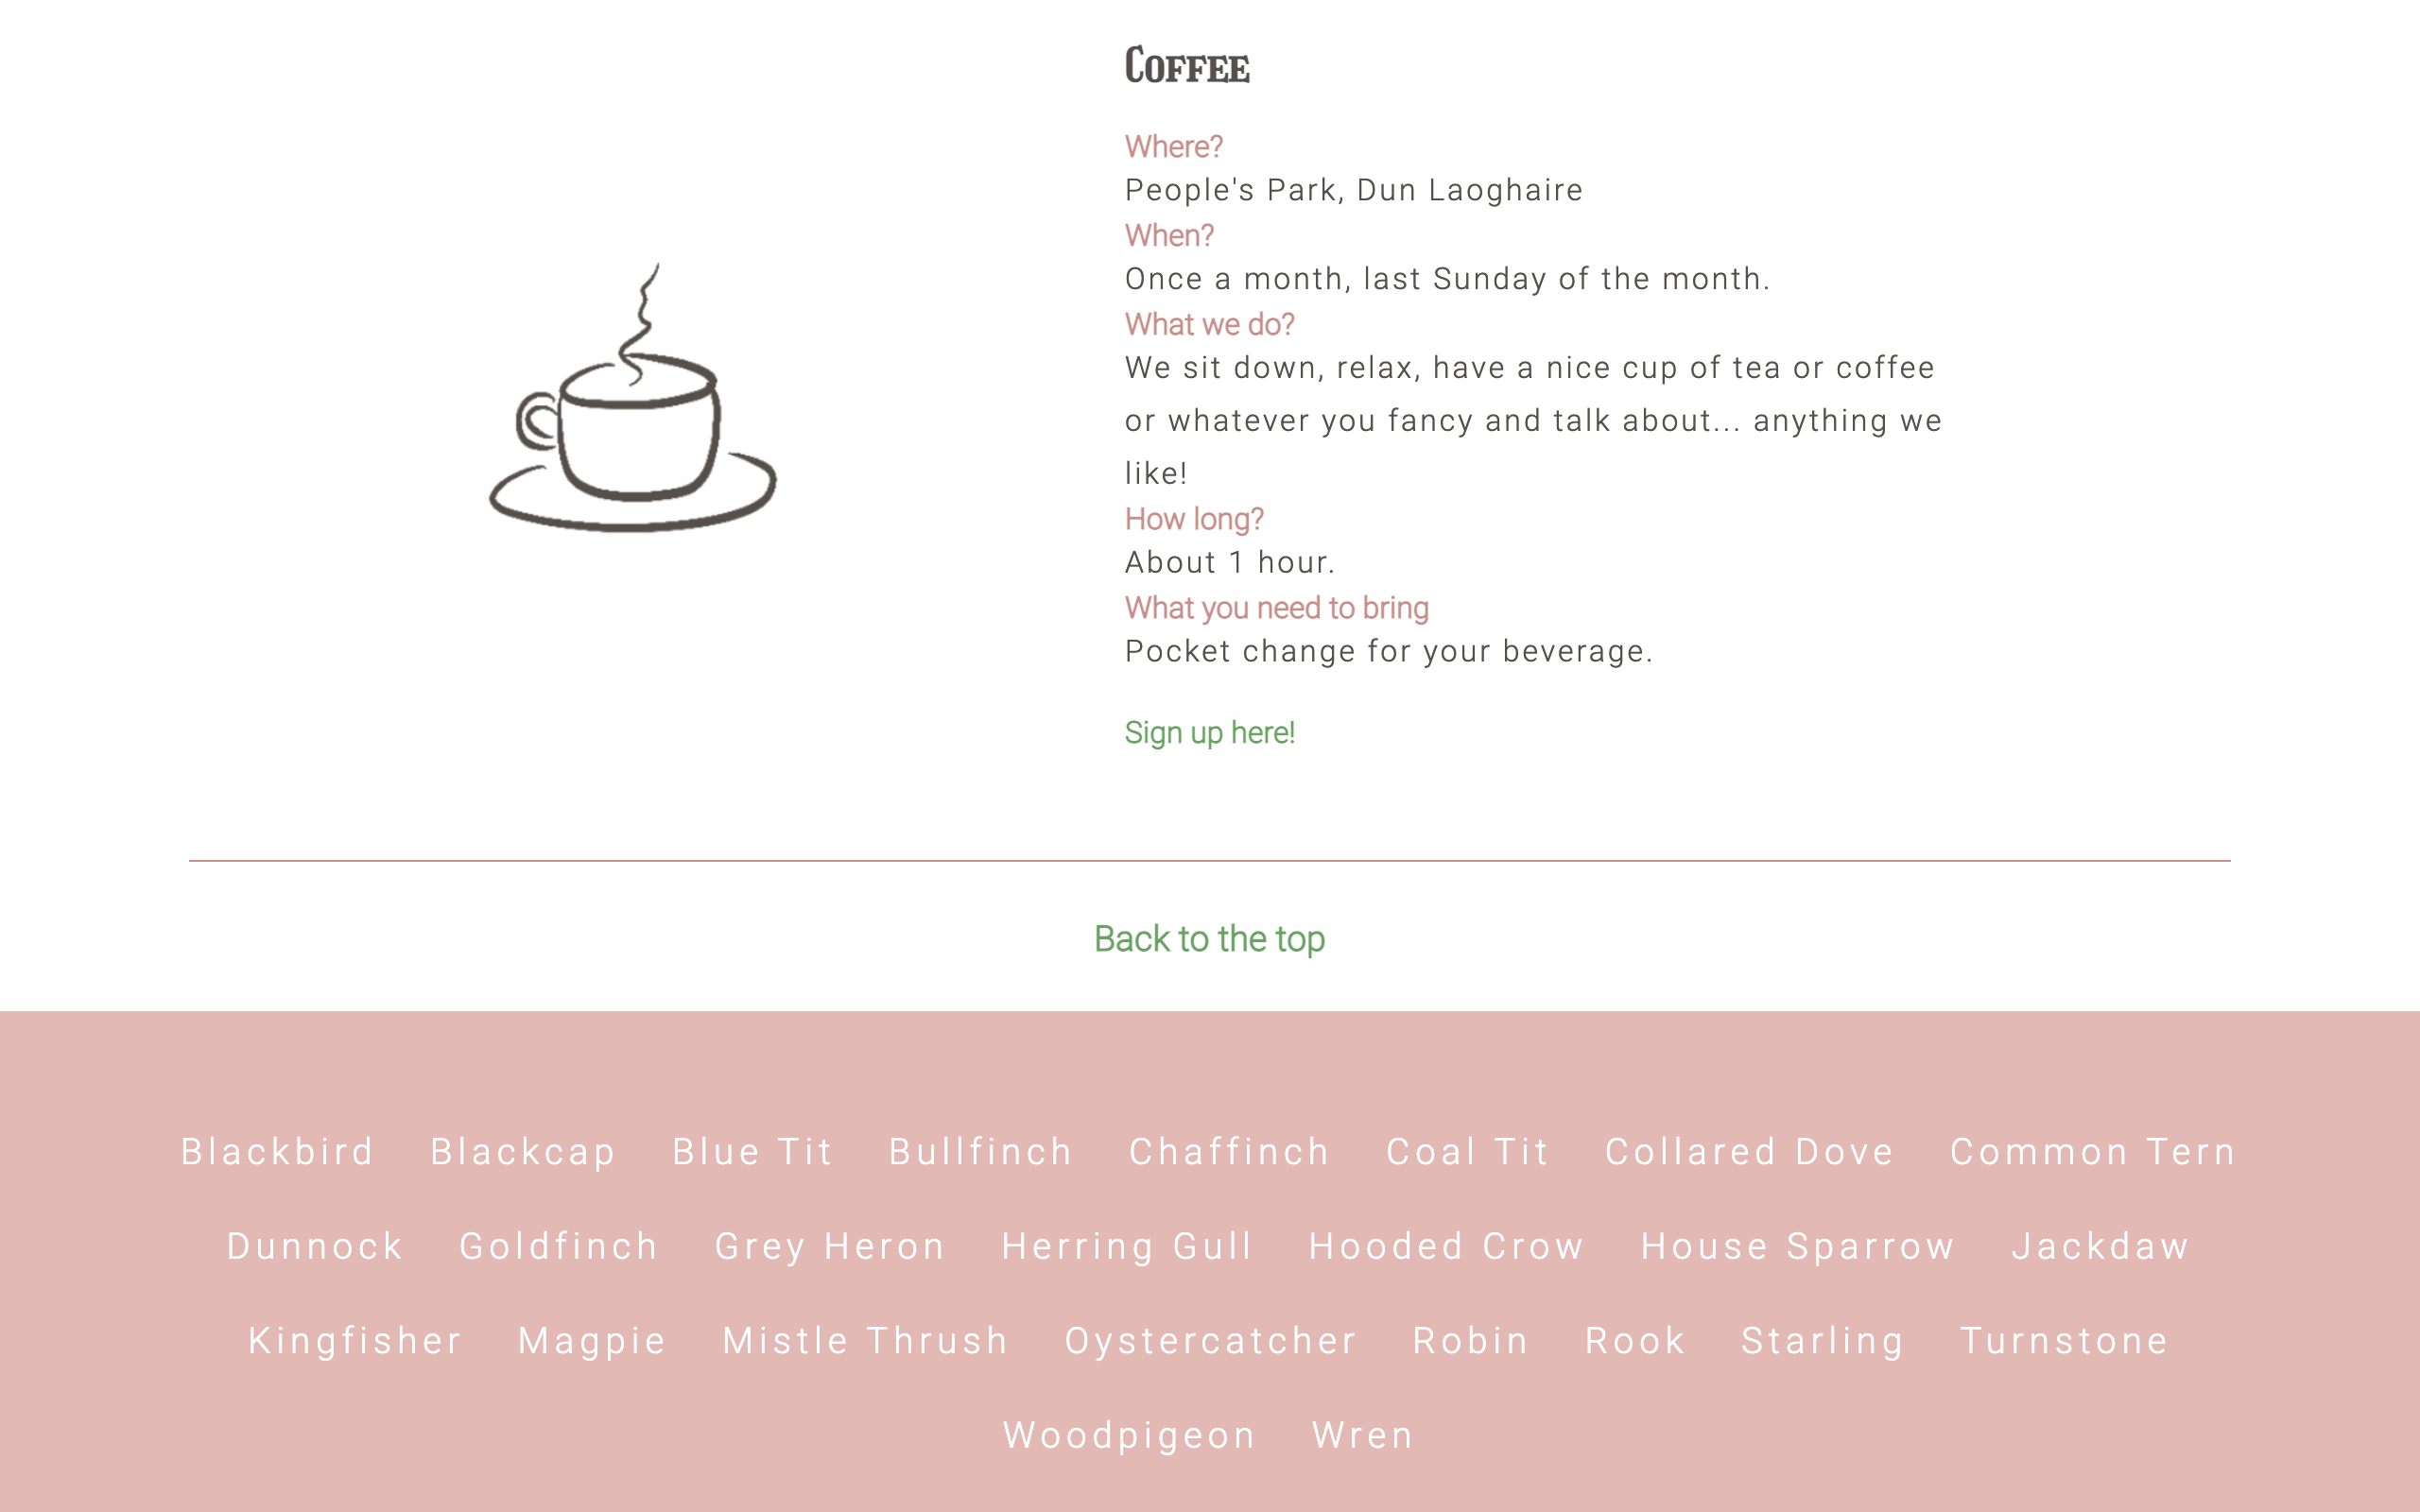 Coffee
Where?
People's Park, Dun Laoghaire
When?
Once a month, last Sunday of the month.
What we do?
We sit down, relax, have a nice cup of tea or coffee
or whatever you fancy and talk about... anything we
like!
How long?
About 1 hour.
What you need to bring
Pocket change for your beverage.
Sign up here!
Back to the top
Blackbird Blackcap Blue Tit Bullfinch Chaffinch Coal Tit Collared Dove Common Tern
Dunnock Goldfinch Grey Heron Herring Gull Hooded Crow House Sparrow Jackdaw
Kingfisher Magpie Mistle Thrush Oystercatcher Robin Rook Starling Turnstone
Woodpigeon Wren